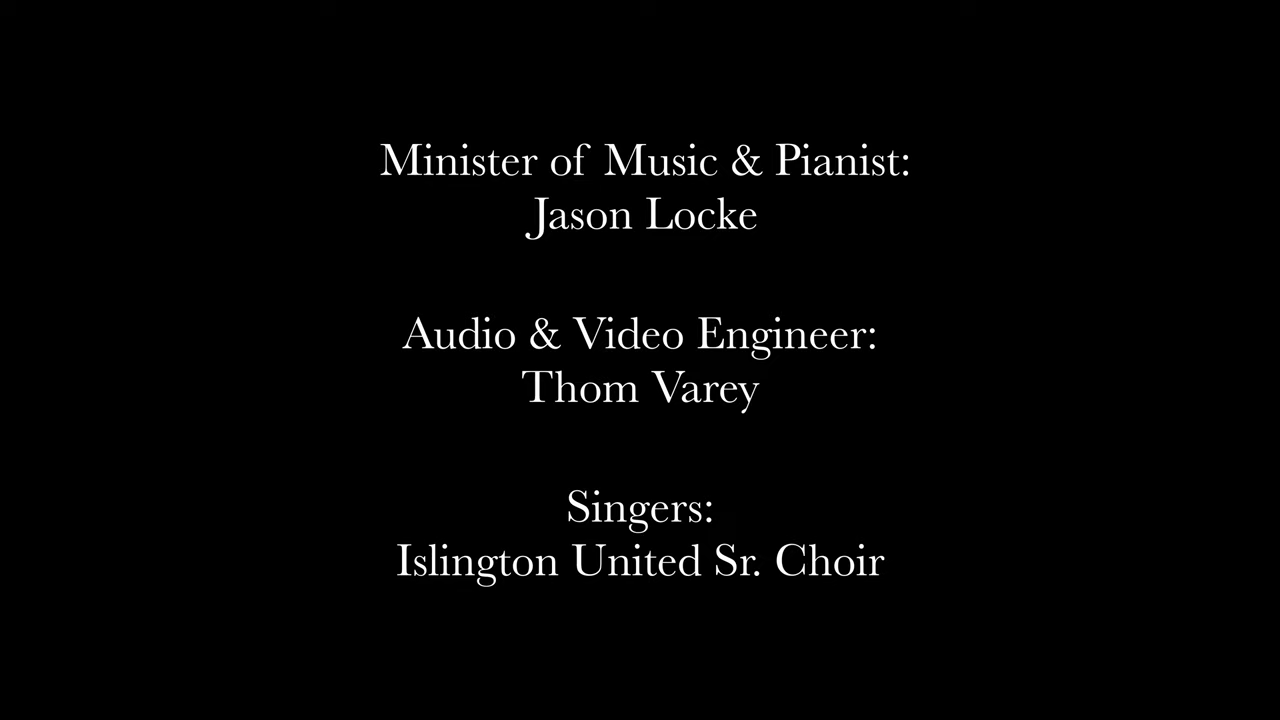 Minister of Music & Pianist:
Jason Locke
Audio & Video Engineer:
Thom Varey
Singers:
Islington United Sr. Choir